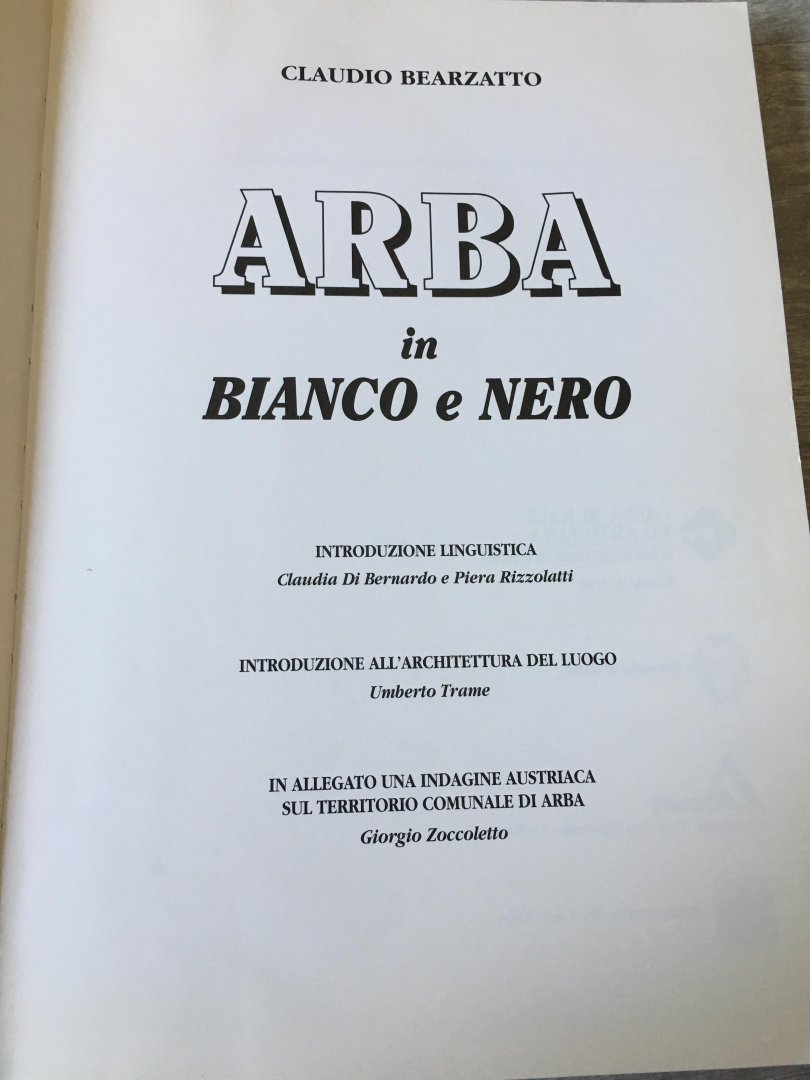 CLAUDIO BEARZATTO
ARBA
in
BIANCO e NERO
INTRODUZIONE LINGUISTICA
Claudia Di Bernardo e Piera Rizzolatti
INTRODUZIONE ALL'ARCHITETTURA DEL LUOGO
Umberto Trame
IN ALLEGATO UNA INDAGINE AUSTRIACA
SUL TERRITORIO COMUNALE DI ARBA
Giorgio Zoccoletto